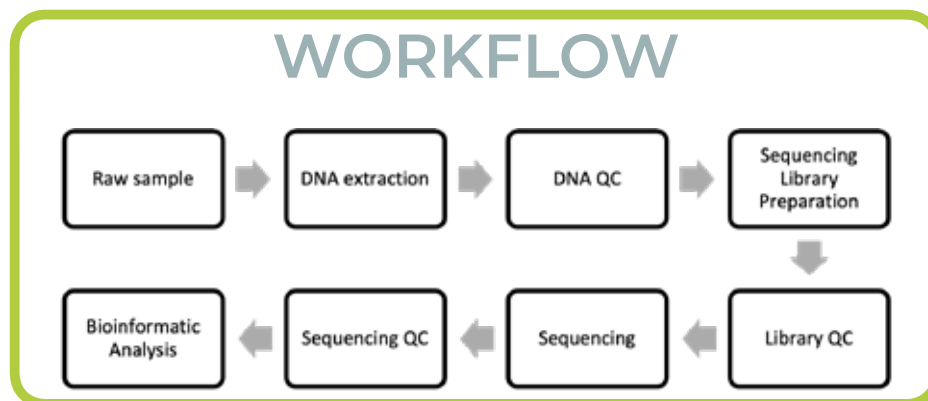 WORKFLOW
Raw sample
DNA extraction
DNA QC
Sequencing
Library
Preparation
Library QC
Sequencing
Sequencing QC
Bioinformatic
Analysis